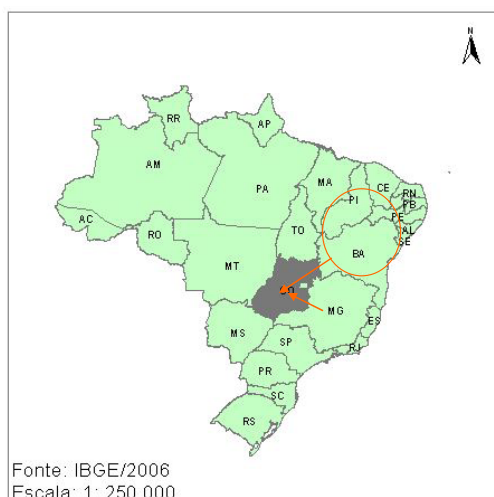 N
RR
AP
AM
PA
MA
CE
RN
PB
PI
PE
AL
SE
AC
RO
TO
BA
MT
MG
ES
MS
SP
RJ
PR
SC
RS
Fonte: IBGE/2006
Escala: 1: 250.000